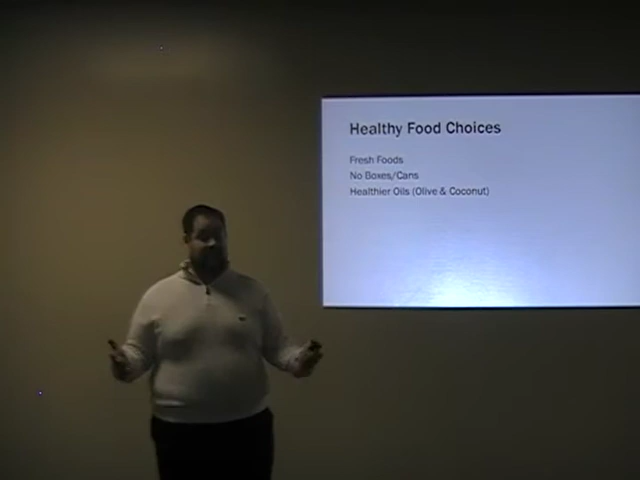 Healthy Food Choices
Fresh Foods
No Boxes/Cans
Healthier Oils (Olive & Coconut)